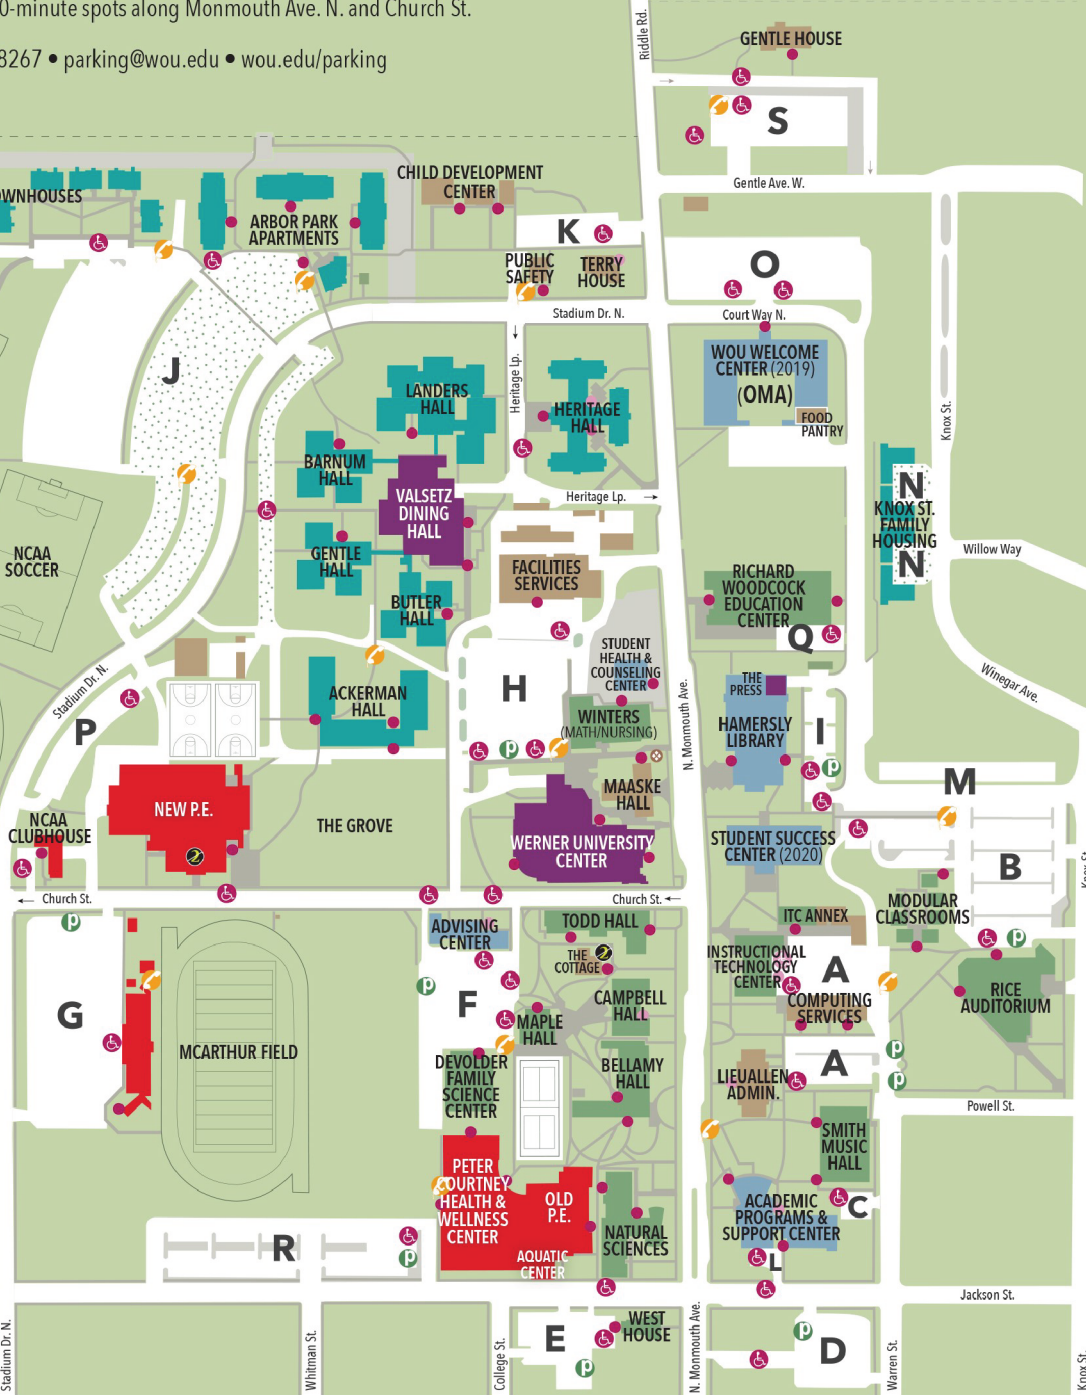 0-minute spots along Monmouth Ave. N. and Church St.
8267 • parking@wou.edu • wou.edu/parking
Riddle Rd.
GENTLE HOUSE
S
Gentle Ave. W.
OWNHOUSES
ARBOR PARK
APARTMENTS
CHILD DEVELOPMENT
CENTER
K
PUBLIC
SAFETY
TERRY
HOUSE
O
Stadium Dr. N.
Court Way N.
J
Heritage Lp.
LANDERS
HALL
HERITAGE
HALL
WOU WELCOME
CENTER (2019)
(OMA)
FOOD
PANTRY
Knox St.
BARNUM
HALL
VALSETZ
DINING
HALL
Heritage Lp.
N
KNOX ST.
FAMILY
HOUSING
N
Willow Way
NCAA
SOCCER
GENTLE
HALL
FACILITIES
SERVICES
BUTLER
HALL
RICHARD
WOODCOCK
EDUCATION
CENTER
Q
Winegar Ave.
Stadium Dr. N.
P
ACKERMAN
HALL
H
STUDENT
HEALTH &
COUNSELING
CENTER
WINTERS
(MATH/NURSING)
N. Monmouth Ave.
THE
PRESS
HAMERSLY
LIBRARY
I
p
p
M
NEW P.E.
2
NCAA
CLUBHOUSE
THE GROVE
MAASKE
HALL
WERNER UNIVERSITY
CENTER
STUDENT SUCCESS
CENTER (2020)
B
Knox St.
Church St.
Church St.
p
ADVISING
CENTER
TODD HALL
THE
COTTAGE
2
ITC ANNEX
MODULAR
CLASSROOMS
p
INSTRUCTIONAL
TECHNOLOGY
CENTER
A
COMPUTING
SERVICES
RICE
AUDITORIUM
G
MCARTHUR FIELD
p
F
MAPLE
HALL
CAMPBELL
HALL
DEVOLDER
FAMILY
SCIENCE
CENTER
BELLAMY
HALL
LIEUALLEN
ADMIN.
A
p
p
Powell St.
SMITH
MUSIC
HALL
PETER
COURTNEY
HEALTH &
WELLNESS
CENTER
OLD
P.E.
AQUATIC
CENTER
NATURAL
SCIENCES
ACADEMIC
PROGRAMS &
SUPPORT CENTER
C
L
R
p
Jackson St.
Stadium Dr. N.
Whitman St.
College St.
E
p
WEST
HOUSE
N. Monmouth Ave.
p
D
Warren St.
Knox St.